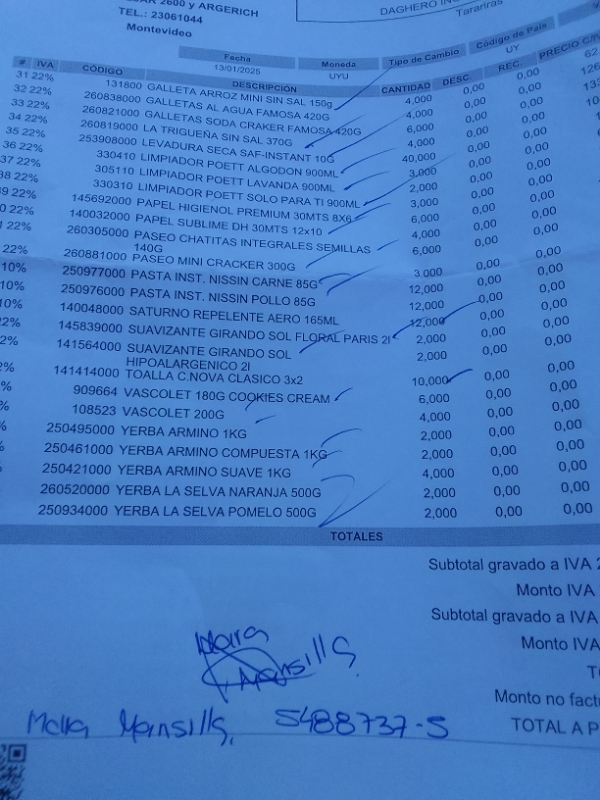 2600 y ARGERICH
TEL.: 23061044
Montevideo
DAGHERO
Tarariras
Fecha Moneda Tipo de Cambio Código de País
13/01/2025 UYU UY
# IVA CÓDIGO DESCRIPCIÓN CANTIDAD DESC. REC. PRECIO
31 22% 131800 GALLETA ARROZ MINI SIN SAL 150g 4,000 0,00 0,00
32 22% 260838000 GALLETAS AL AGUA FAMOSA 420G 4,000 0,00 0,00
33 22% 260821000 GALLETAS SODA CRAKER FAMOSA 420G 6,000 0,00 0,00
34 22% 260819000 LA TRIGUEÑA SIN SAL 370G 4,000 0,00 0,00
35 22% 253908000 LEVADURA SECA SAF-INSTANT 10G 40,000 0,00 0,00
36 22% 330410 LIMPIADOR POETT ALGODON 900ML 3,000 0,00 0,00
37 22% 305110 LIMPIADOR POETT LAVANDA 900ML 2,000 0,00 0,00
38 22% 330310 LIMPIADOR POETT SOLO PARA TI 900ML 3,000 0,00 0,00
39 22% 145692000 PAPEL HIGIENOL PREMIUM 30MTS 8X6 6,000 0,00 0,00
22% 140032000 PAPEL SUBLIME DH 30MTS 12x10 4,000 0,00 0,00
22% 260305000 PASEO CHATITAS INTEGRALES SEMILLAS 6,000 0,00 0,00
140G
22% 260881000 PASEO MINI CRACKER 300G 3,000 0,00 0,00
10% 250977000 PASTA INST. NISSIN CARNE 85G 12,000 0,00 0,00
10% 250976000 PASTA INST. NISSIN POLLO 85G 12,000 0,00 0,00
10% 140048000 SATURNO REPELENTE AERO 165ML 12,000 0,00 0,00
145839000 SUAVIZANTE GIRANDO SOL FLORAL PARIS 2l 2,000 0,00 0,00
141564000 SUAVIZANTE GIRANDO SOL 2,000 0,00 0,00
HIPOALARGENICO 2l
141414000 TOALLA C.NOVA CLASICO 3x2 10,000 0,00 0,00
909664 VASCOLET 180G COOKIES CREAM 6,000 0,00 0,00
108523 VASCOLET 200G 4,000 0,00 0,00
250495000 YERBA ARMINO 1KG 2,000 0,00 0,00
250461000 YERBA ARMINO COMPUESTA 1KG 2,000 0,00 0,00
250421000 YERBA ARMINO SUAVE 1KG 4,000 0,00 0,00
260520000 YERBA LA SELVA NARANJA 500G 2,000 0,00 0,00
250934000 YERBA LA SELVA POMELO 500G 2,000 0,00 0,00
TOTALES
Subtotal gravado a IVA
Monto IVA
Subtotal gravado a IVA
Monto IVA
Monto no
TOTAL A
Mansilla
Mansilla, 5488737-5